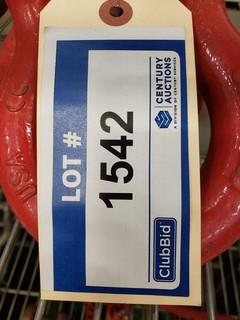 LOT #
1542
CENTURY
AUCTIONS
A DIVISION OF CENTURY SERVICES
ClubBid
USA